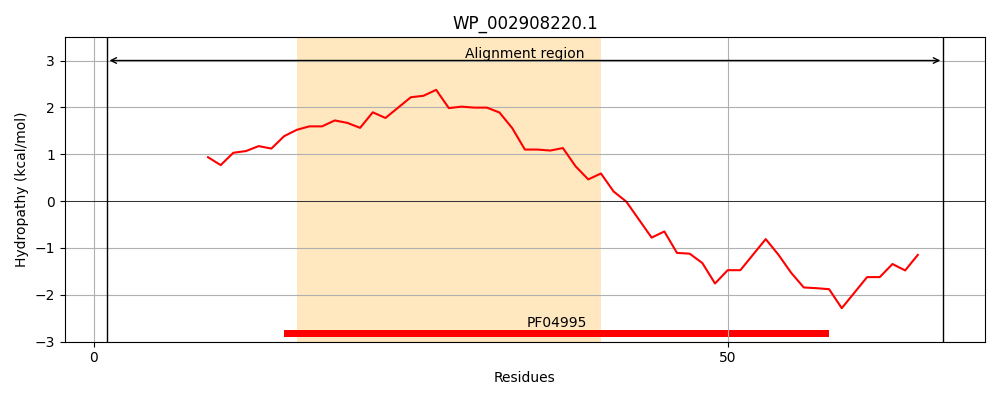 WP_002908220.1
Alignment region
3
2
1
0
−1
−2
−3
Hydropathy (kcal/mol)
PF04995
0
50
Residues